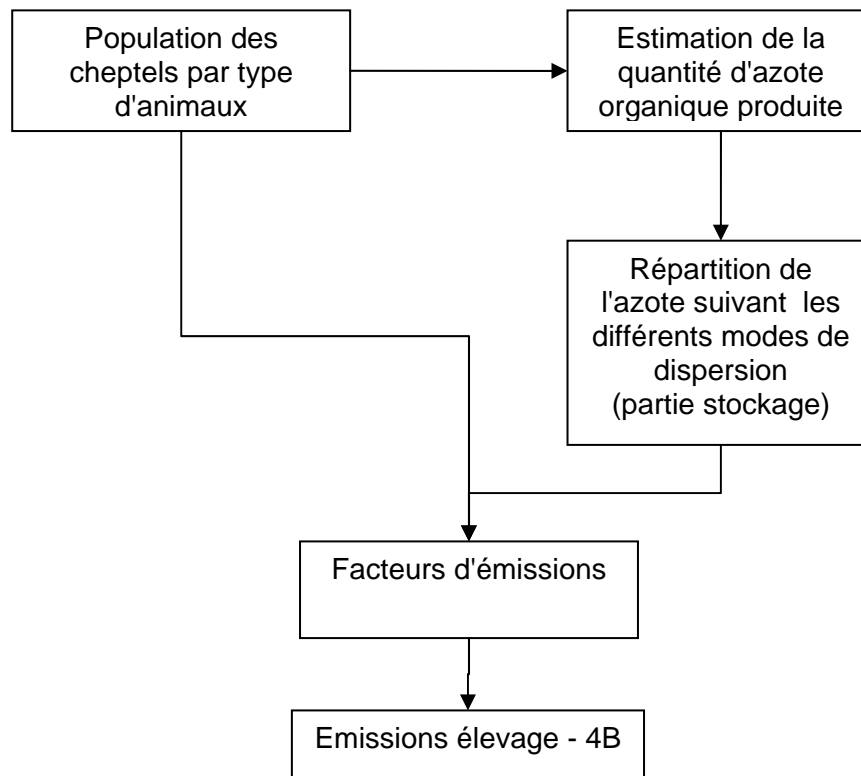 Population des
cheptels par type
d'animaux
Estimation de la
quantité d'azote
organique produite
Répartition de
l'azote suivant  les
différents modes de
dispersion
(partie stockage)
Facteurs d'émissions
Emissions élevage - 4B